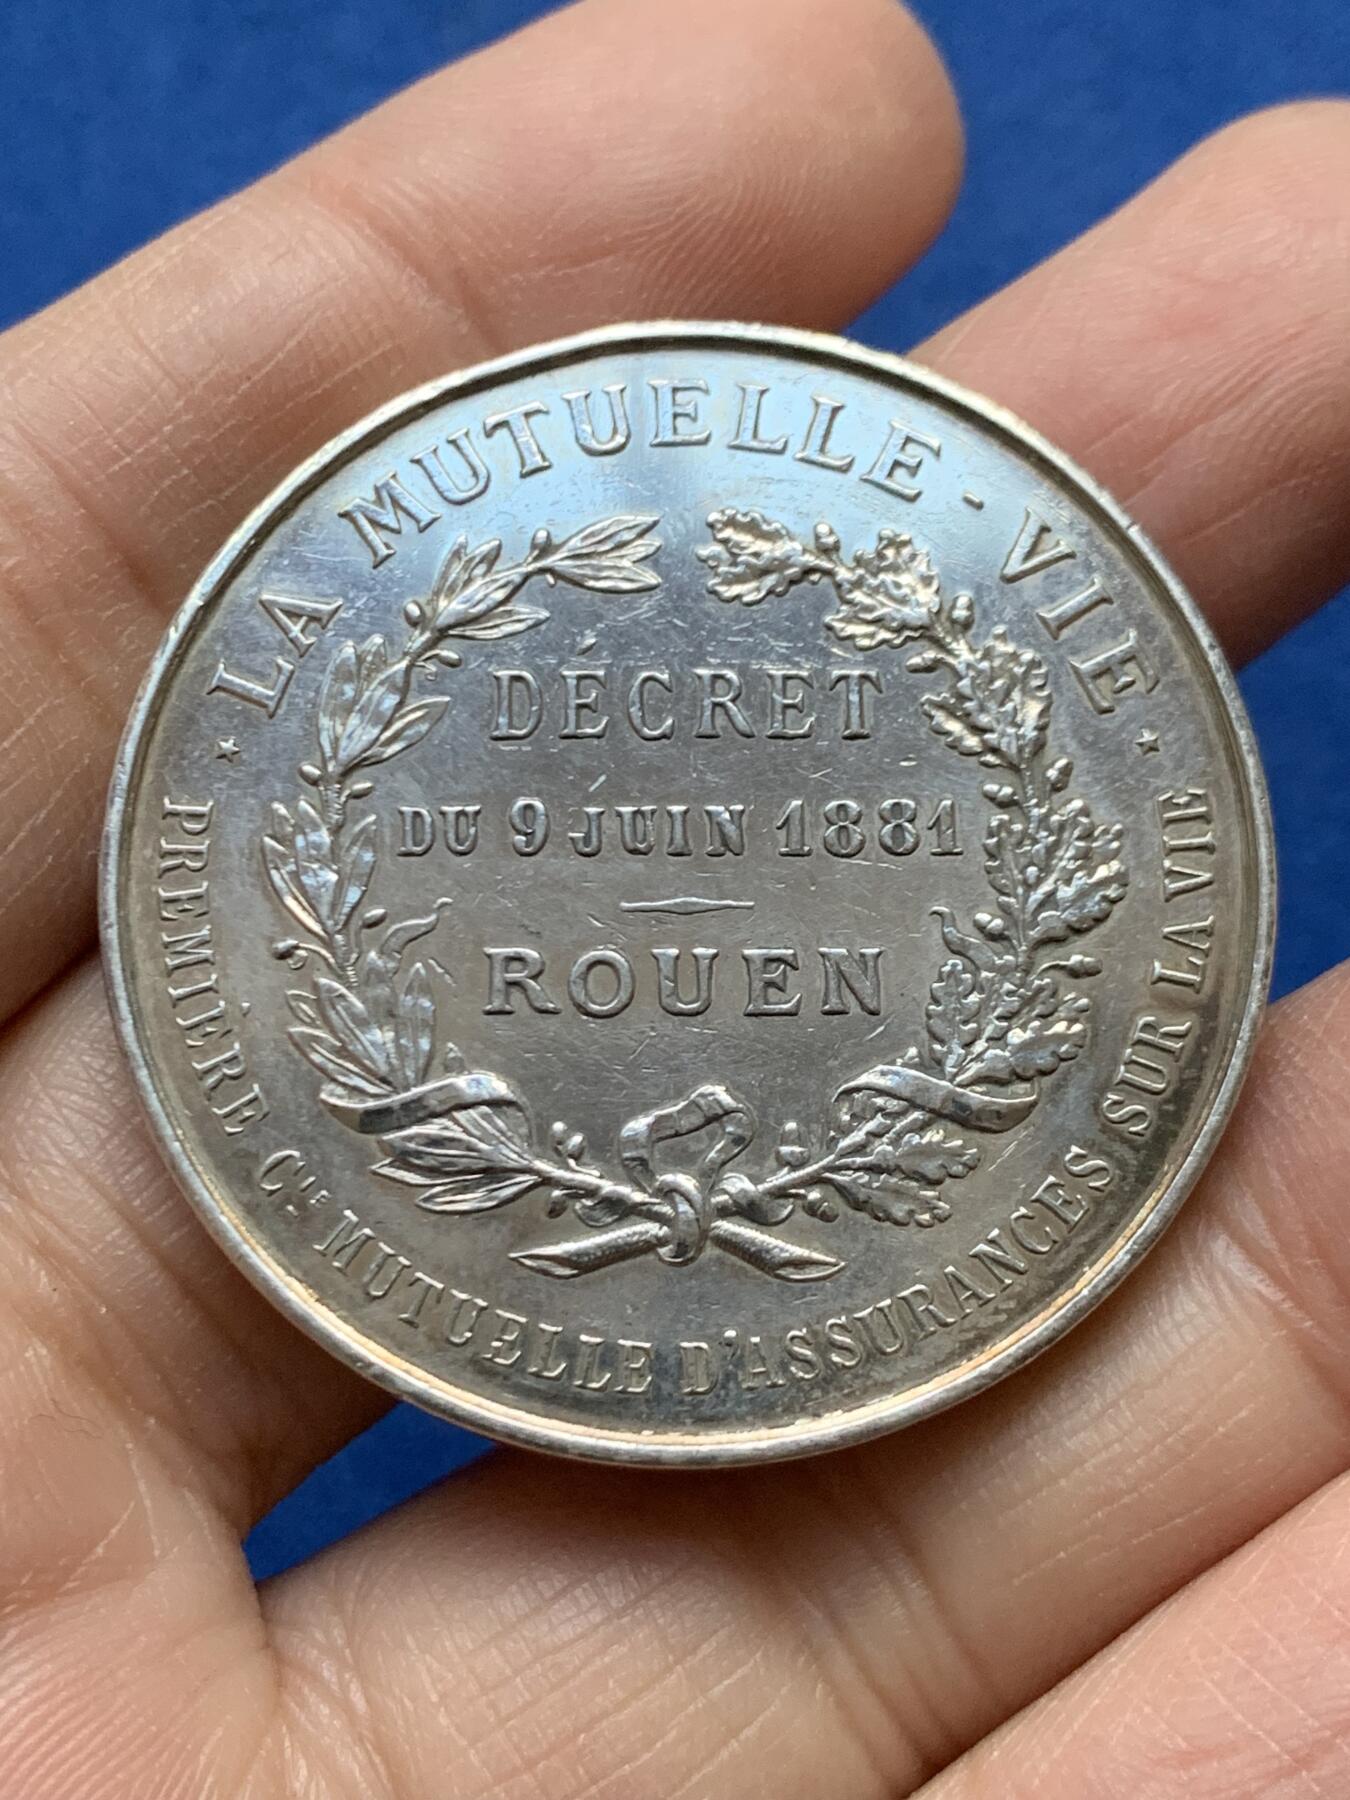 LA MUTUELLE - VIE
DÉCRET
DU 9 JUIN 1881
ROUEN
PREMIÈRE Cᴵᴱ MUTUELLE D'ASSURANCES SUR LA VIE